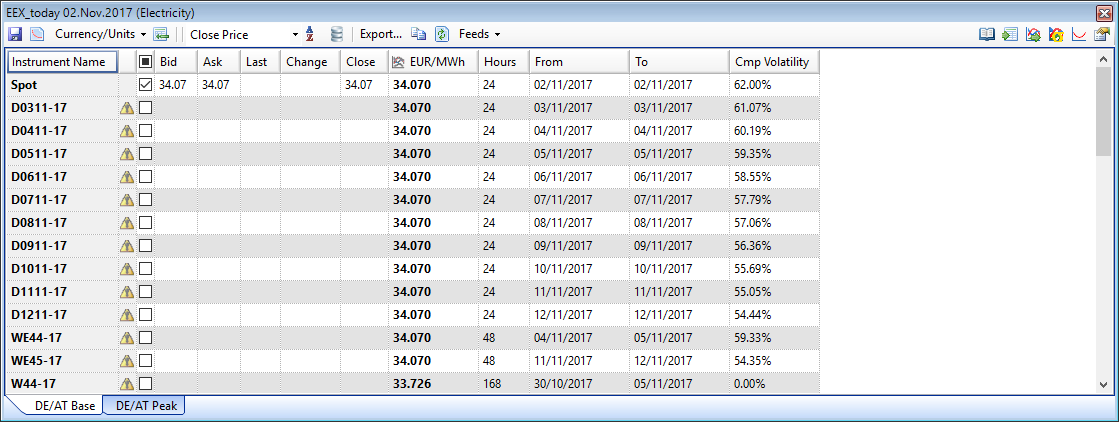 EEX_today 02.Nov.2017 (Electricity)
Currency/Units Close Price A Z Export... Feeds
Instrument Name Bid Ask Last Change Close EUR/MWh Hours From To Cmp Volatility
Spot 34.07 34.07 34.07 34.070 24 02/11/2017 02/11/2017 62.00%
D0311-17 34.070 24 03/11/2017 03/11/2017 61.07%
D0411-17 34.070 24 04/11/2017 04/11/2017 60.19%
D0511-17 34.070 24 05/11/2017 05/11/2017 59.35%
D0611-17 34.070 24 06/11/2017 06/11/2017 58.55%
D0711-17 34.070 24 07/11/2017 07/11/2017 57.79%
D0811-17 34.070 24 08/11/2017 08/11/2017 57.06%
D0911-17 34.070 24 09/11/2017 09/11/2017 56.36%
D1011-17 34.070 24 10/11/2017 10/11/2017 55.69%
D1111-17 34.070 24 11/11/2017 11/11/2017 55.05%
D1211-17 34.070 24 12/11/2017 12/11/2017 54.44%
WE44-17 34.070 48 04/11/2017 05/11/2017 59.33%
WE45-17 34.070 48 11/11/2017 12/11/2017 54.35%
W44-17 33.726 168 30/10/2017 05/11/2017 0.00%
DE/AT Base DE/AT Peak